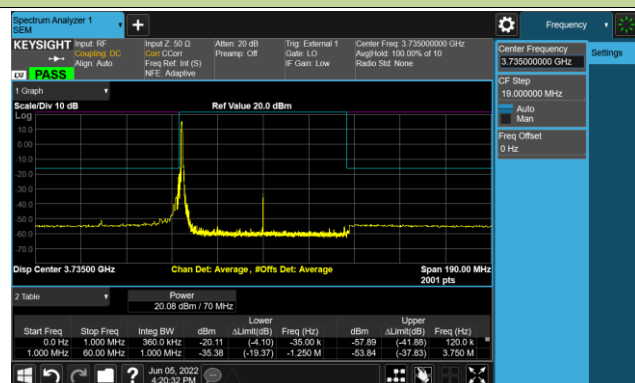 Spectrum Analyzer 1
SEM
KEYSIGHT
Input: RF
Coupling: DC
Align: Auto
Input Z: 50 Ω
Corr CCorr
Freq Ref: Int (S)
NFE: Adaptive
Atten: 20 dB
Preamp: Off
Trig: External 1
Gate: LO
IF Gain: Low
Center Freq: 3.735000000 GHz
Avg|Hold: 100.00% of 10
Radio Std: None
LXI PASS
Frequency
Settings
Center Frequency
3.735000000 GHz
CF Step
19.000000 MHz
Auto
Man
Freq Offset
0 Hz
1 Graph
Scale/Div 10 dB
Ref Value 20.0 dBm
Log
10.0
0.00
-10.0
-20.0
-30.0
-40.0
-50.0
-60.0
-70.0
Disp Center 3.73500 GHz
Chan Det: Average , #Offs Det: Average
Span 190.00 MHz
2001 pts
2 Table
Power
20.08 dBm / 70 MHz
Lower Upper
Start Freq Stop Freq Integ BW dBm ΔLimit(dB) Freq (Hz) dBm ΔLimit(dB) Freq (Hz)
0.0 Hz 1.000 MHz 360.0 kHz -20.11 (-4.10) -35.00 k -57.89 (-41.88) 120.0 k
1.000 MHz 60.00 MHz 1.000 MHz -35.38 (-19.37) -1.250 M -53.84 (-37.83) 3.750 M
?
Jun 05, 2022
4:20:32 PM